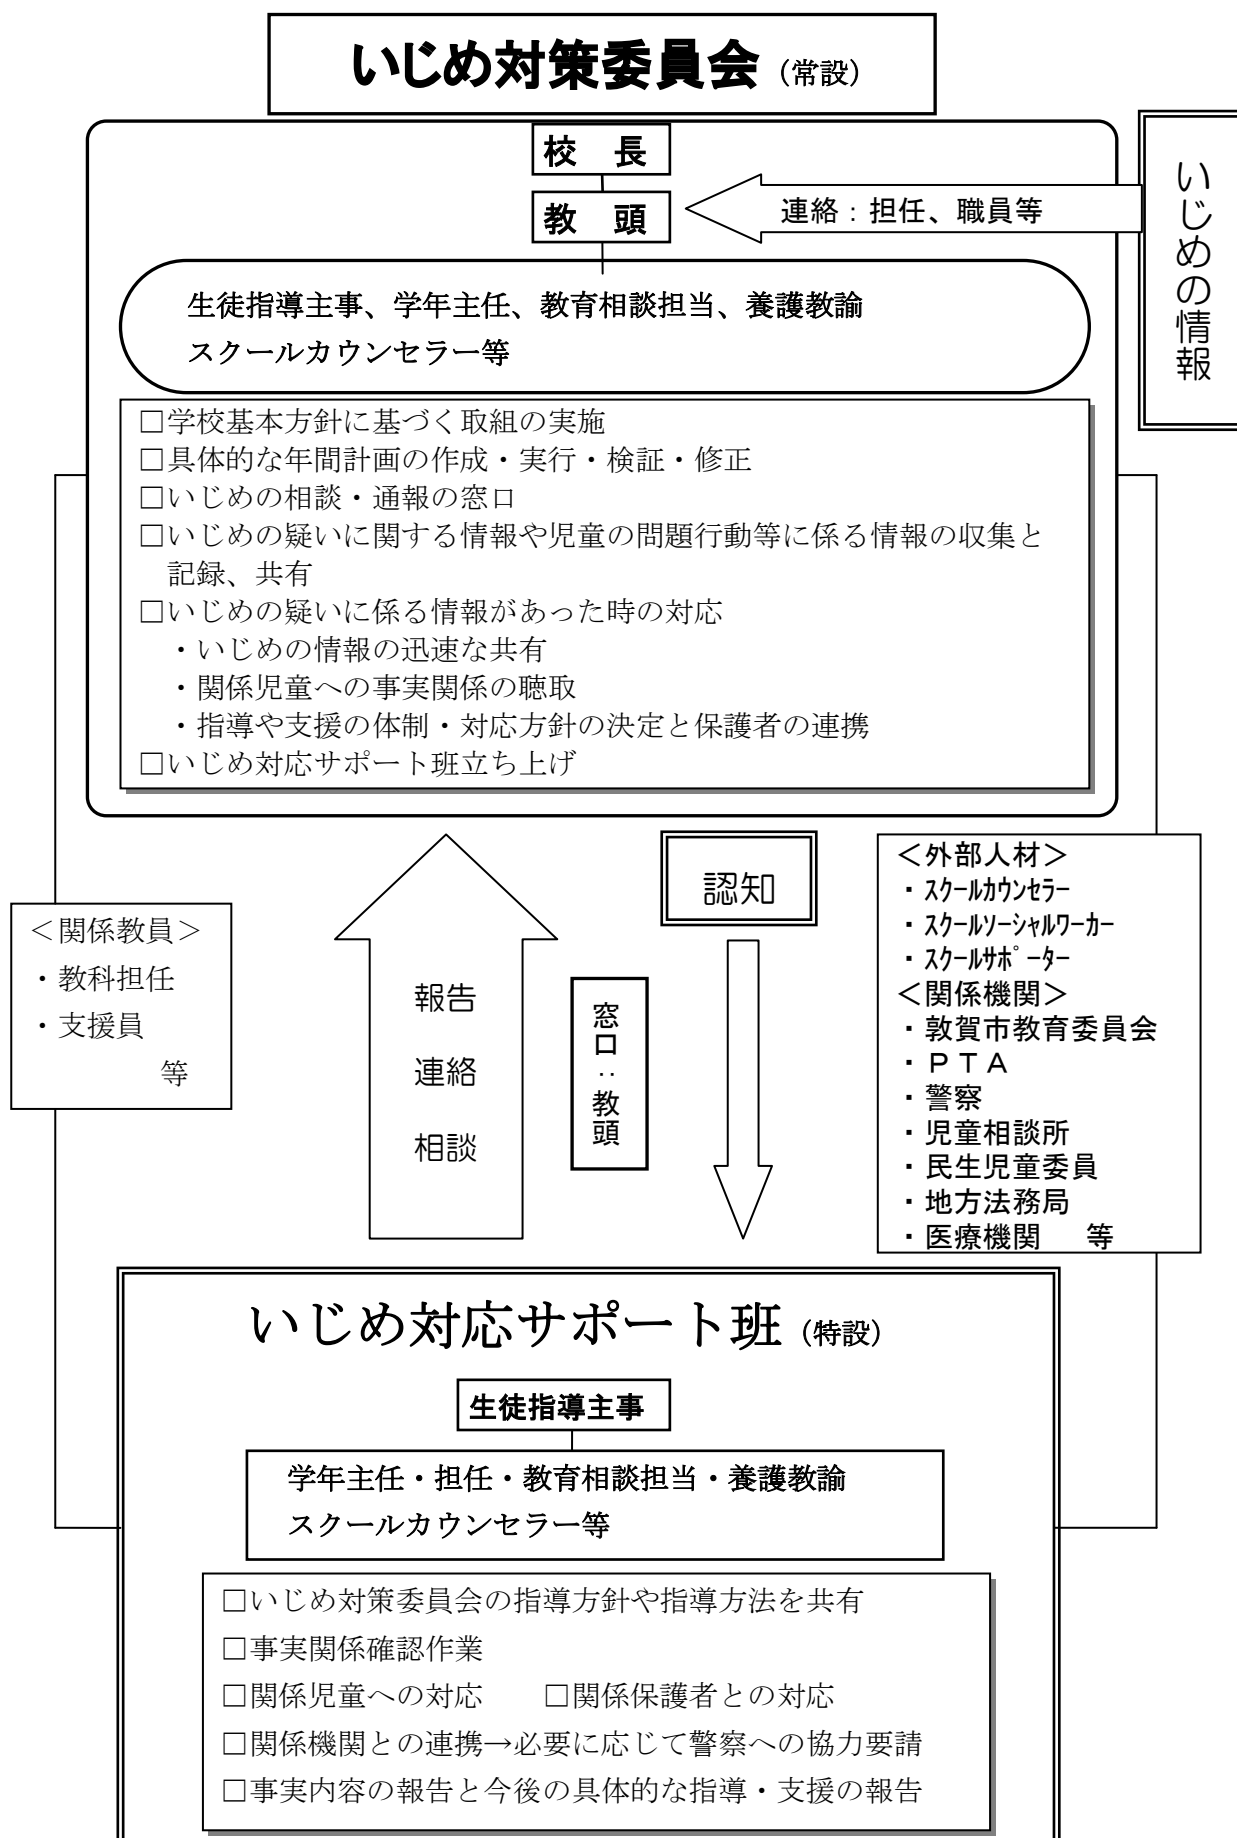 いじめ対策委員会（常設）
校　長
教　頭
連絡：担任、職員等
いじめの情報
生徒指導主事、学年主任、教育相談担当、養護教諭
スクールカウンセラー等
□学校基本方針に基づく取組の実施
□具体的な年間計画の作成・実行・検証・修正
□いじめの相談・通報の窓口
□いじめの疑いに関する情報や児童の問題行動等に係る情報の収集と
記録、共有
□いじめの疑いに係る情報があった時の対応
・いじめの情報の迅速な共有
・関係児童への事実関係の聴取
・指導や支援の体制・対応方針の決定と保護者の連携
□いじめ対応サポート班立ち上げ
＜関係教員＞
・教科担任
・支援員
等
報告
連絡
相談
窓口：教頭
認知
＜外部人材＞
・ｽｸｰﾙｶｳﾝｾﾗｰ
・ｽｸｰﾙｿｰｼｬﾙﾜｰｶｰ
・ｽｸｰﾙｻﾎﾟｰﾀｰ
＜関係機関＞
・敦賀市教育委員会
・ＰＴＡ
・警察
・児童相談所
・民生児童委員
・地方法務局
・医療機関　等
いじめ対応サポート班（特設）
生徒指導主事
学年主任・担任・教育相談担当・養護教諭
スクールカウンセラー等
□いじめ対策委員会の指導方針や指導方法を共有
□事実関係確認作業
□関係児童への対応　　□関係保護者との対応
□関係機関との連携→必要に応じて警察への協力要請
□事実内容の報告と今後の具体的な指導・支援の報告